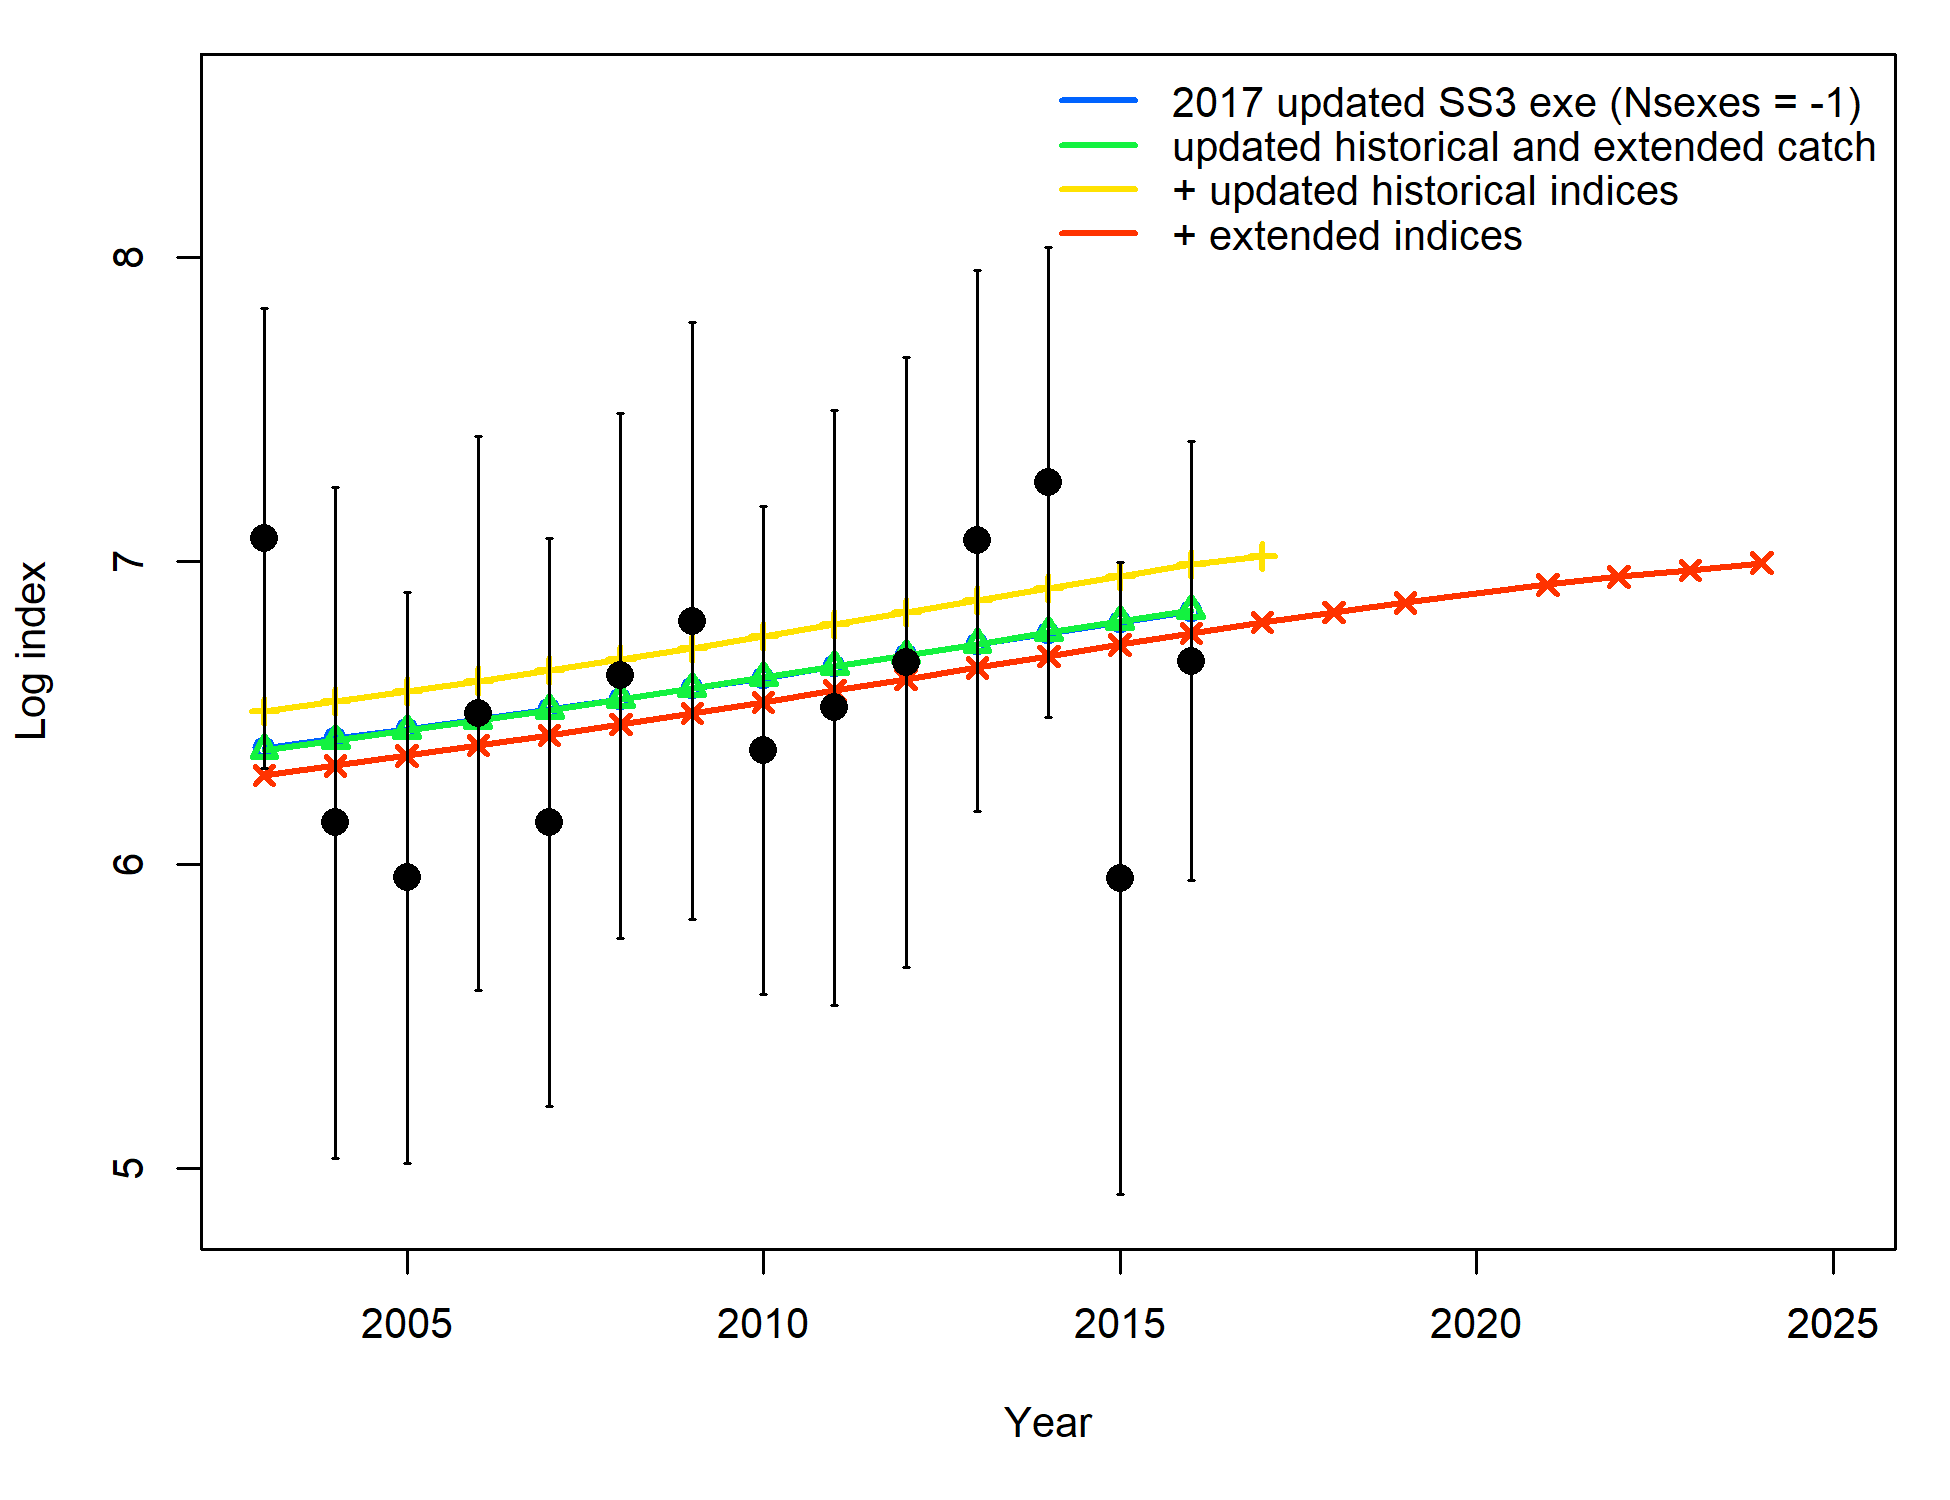 2017 updated SS3 exe (Nsexes = -1)
updated historical and extended catch
+ updated historical indices
+ extended indices
8
7
6
5
Log index
2005 2010 2015 2020 2025
Year